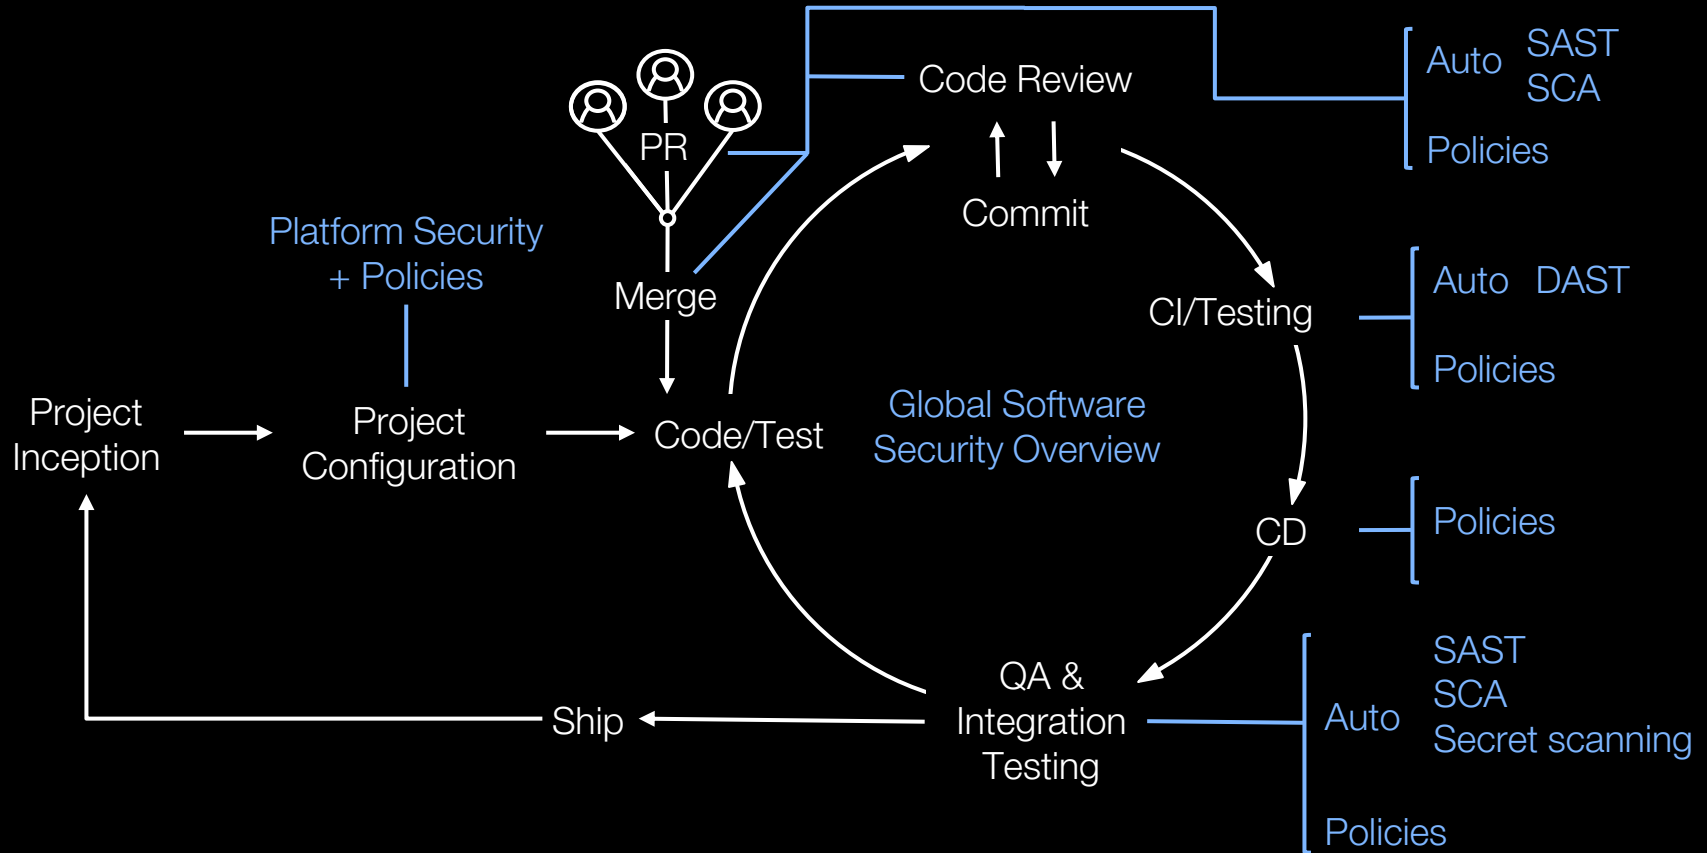 Code Review
Auto
SAST
SCA
Policies
PR
Commit
Platform Security
+ Policies
Merge
CI/Testing
Auto DAST
Policies
Project
Inception
Project
Configuration
Code/Test
Global Software
Security Overview
CD
Policies
QA &
Integration
Testing
Ship
Auto
SAST
SCA
Secret scanning
Policies